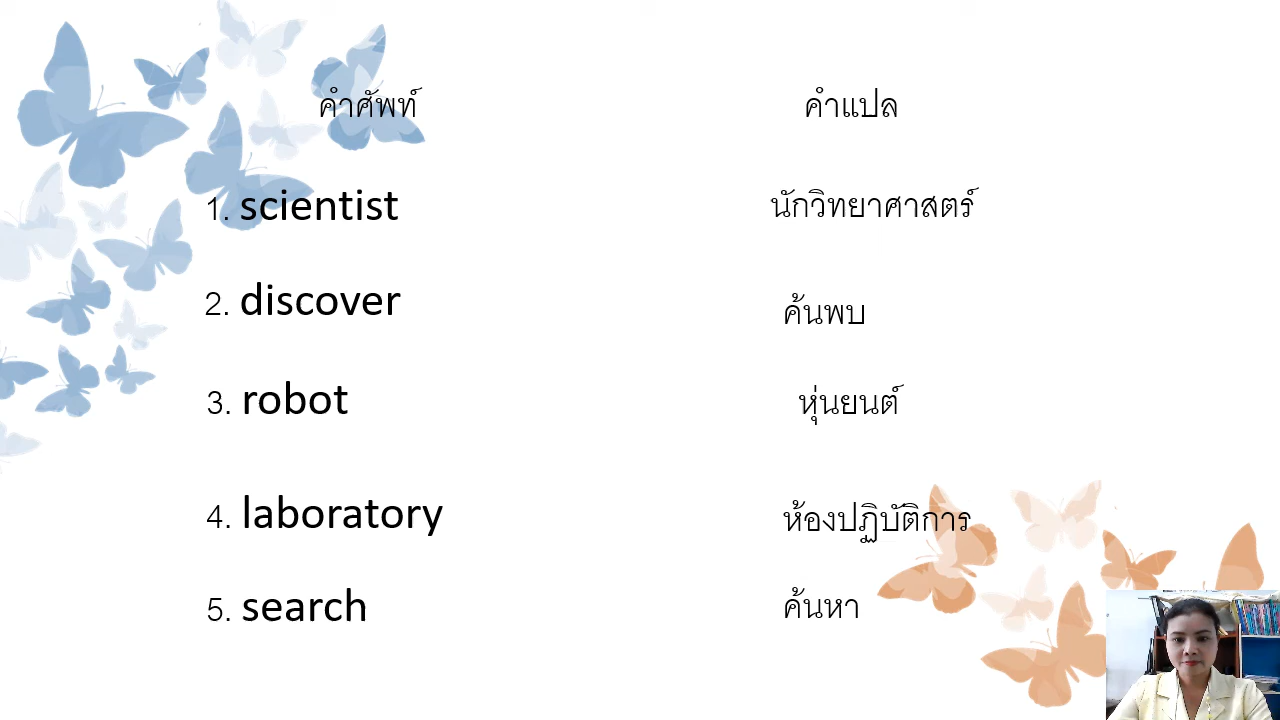 คำศัพท์ คำแปล
1. scientist นักวิทยาศาสตร์
2. discover ค้นพบ
3. robot หุ่นยนต์
4. laboratory ห้องปฏิบัติการ
5. search ค้นหา